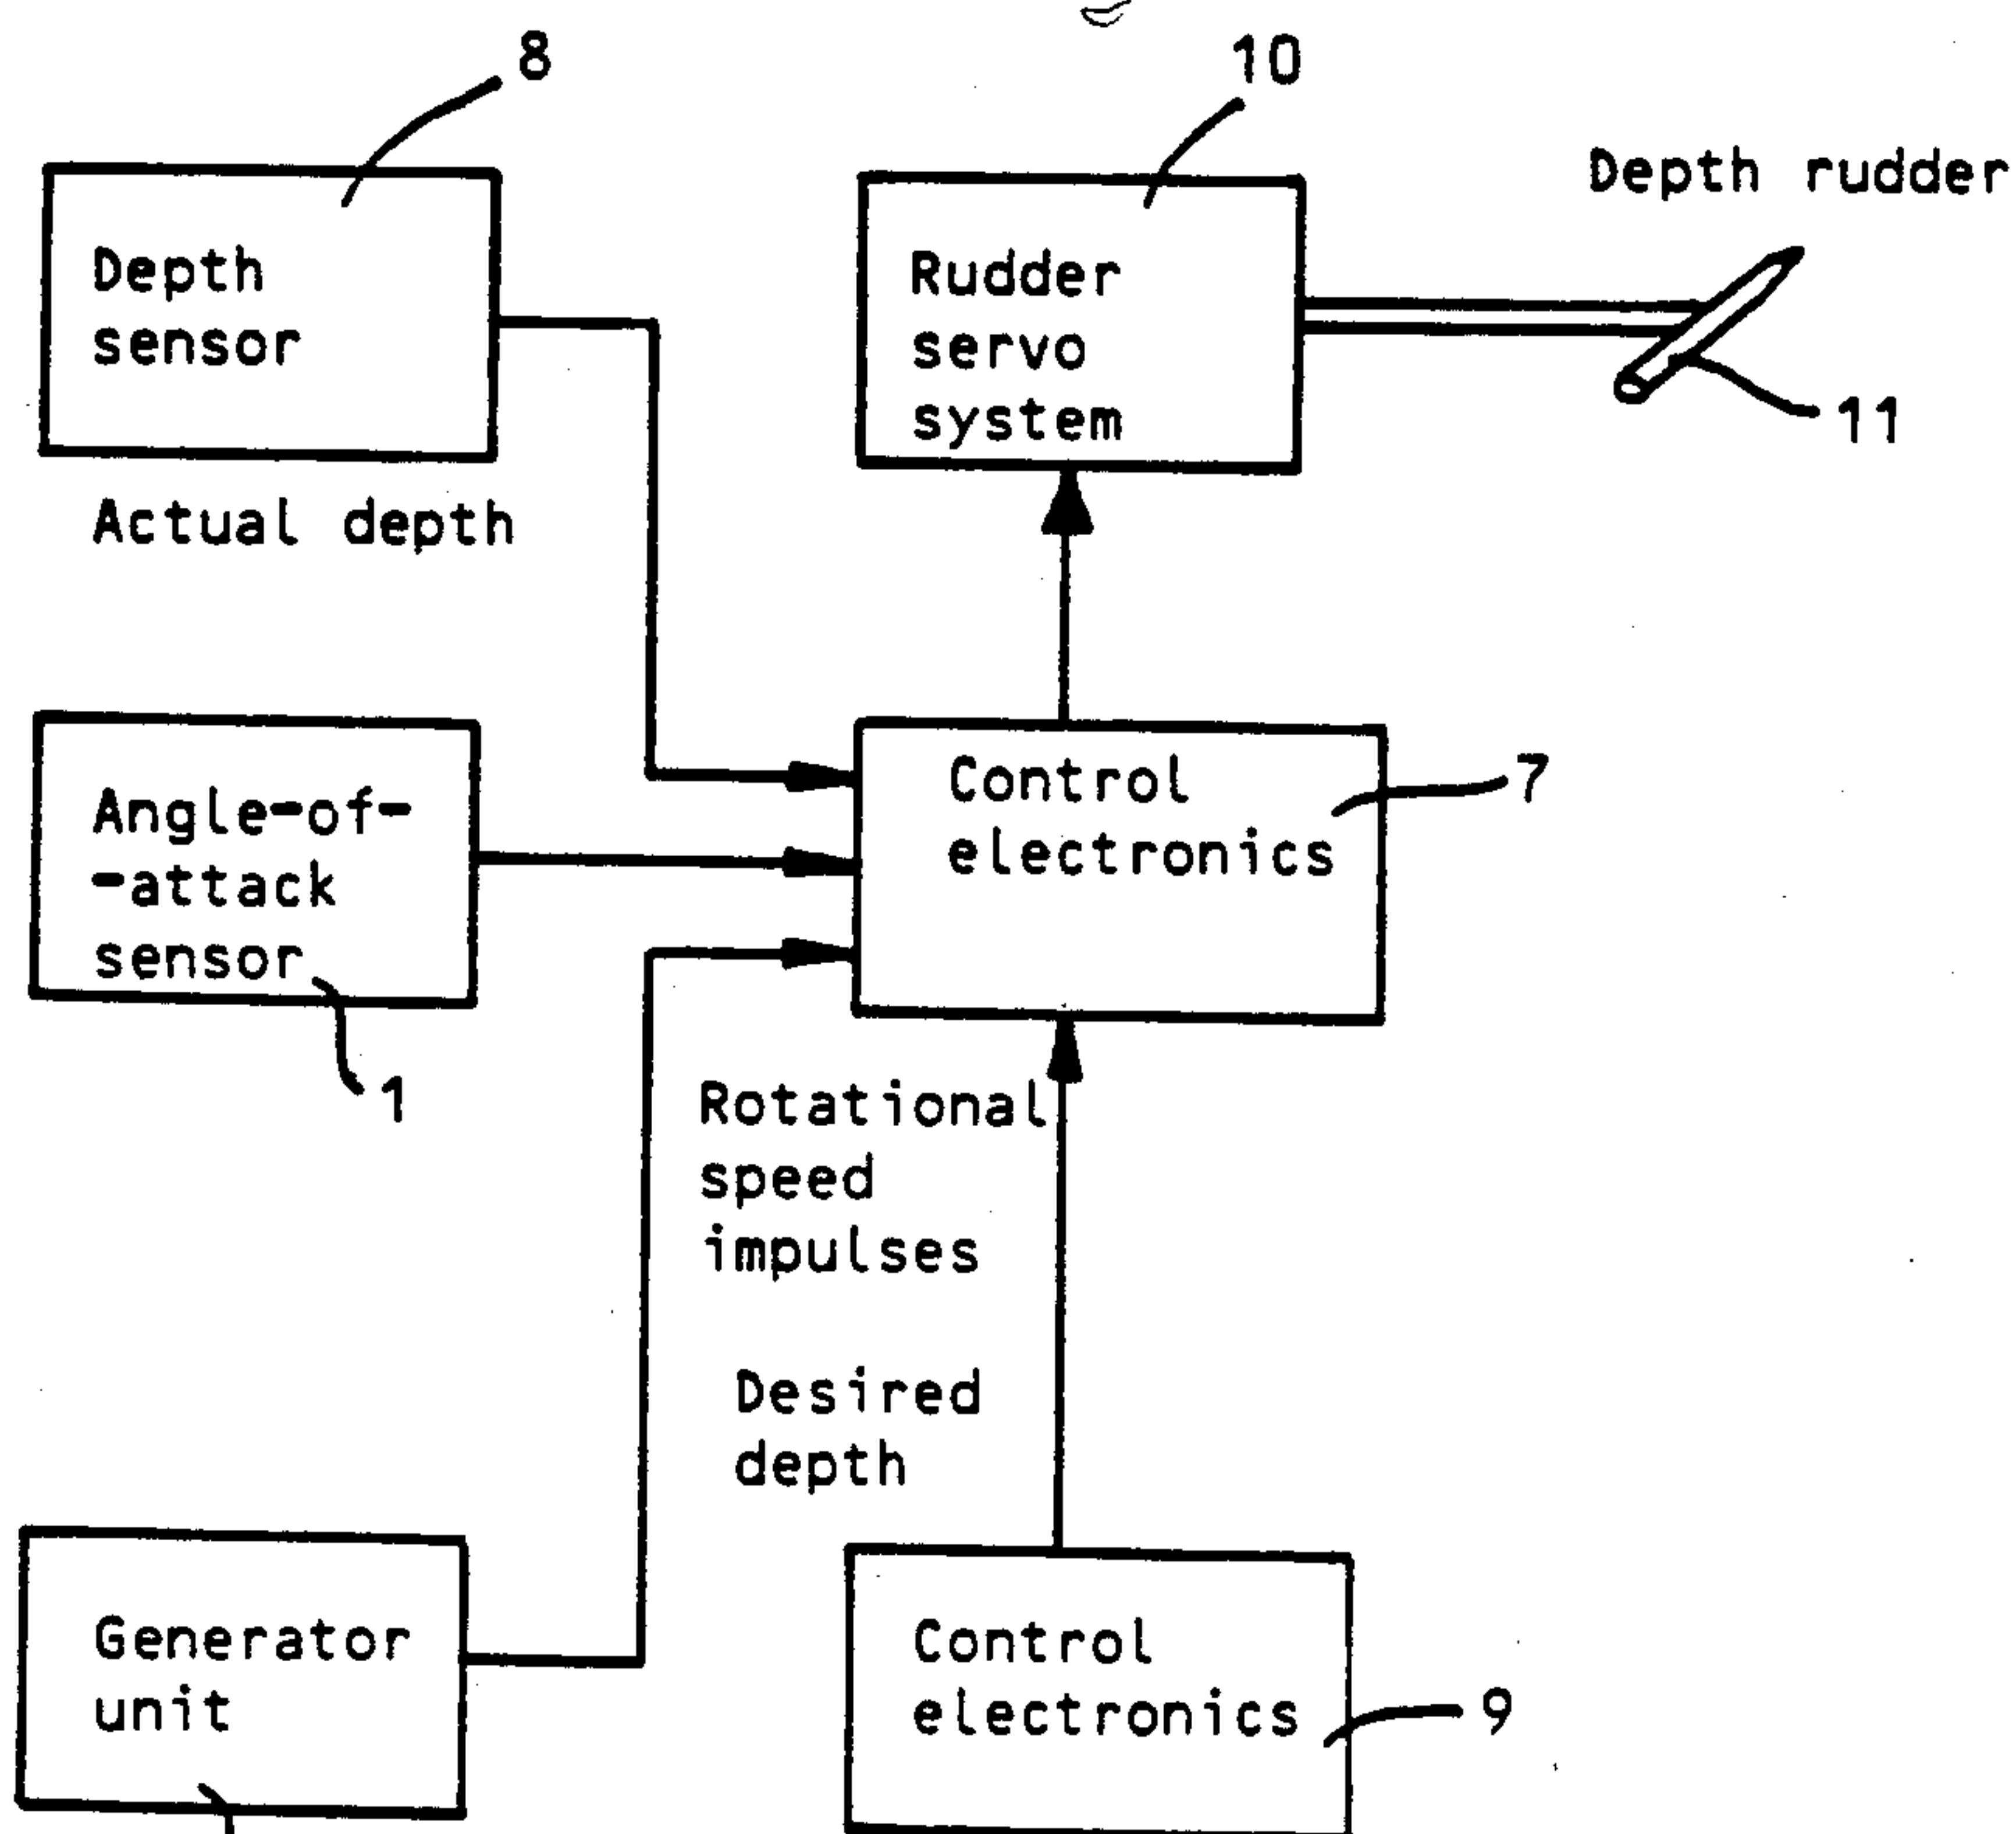 8
10
Depth rudder
Depth
sensor
Rudder
servo
system
11
Actual depth
Angle-of-
-attack
sensor
Control
electronics
7
1
Rotational
speed
impulses
Desired
depth
Generator
unit
Control
electronics
9